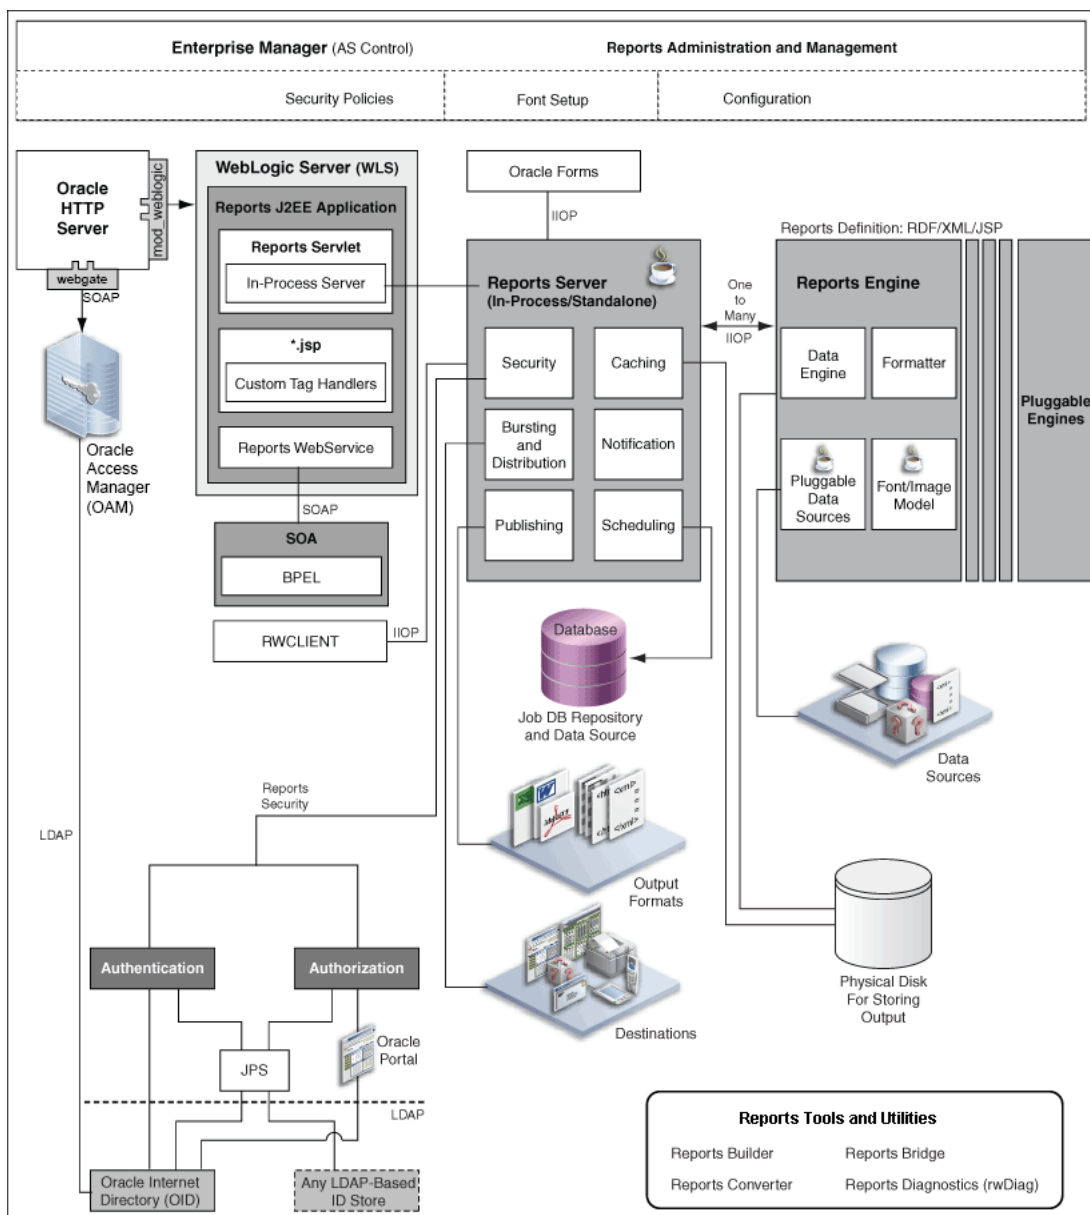 Enterprise Manager (AS Control)
Reports Administration and Management
Security Policies
Font Setup
Configuration
Oracle
HTTP
Server
mod_weblogic
webgate
SOAP
Oracle
Access
Manager
(OAM)
WebLogic Server (WLS)
Reports J2EE Application
Reports Servlet
In-Process Server
*.jsp
Custom Tag Handlers
Reports WebService
SOAP
SOA
BPEL
RWCLIENT
IIOP
Oracle Forms
IIOP
Reports Server
(In-Process/Standalone)
Security
Caching
Bursting
and
Distribution
Notification
Publishing
Scheduling
One
to
Many
IIOP
Reports Definition: RDF/XML/JSP
Reports Engine
Data
Engine
Formatter
Pluggable
Data
Sources
Font/Image
Model
Pluggable
Engines
Database
Job DB Repository
and Data Source
Data
Sources
Reports
Security
LDAP
Output
Formats
Authentication
Authorization
Destinations
Physical Disk
For Storing
Output
Oracle
Portal
JPS
LDAP
Oracle Internet
Directory (OID)
Any LDAP-Based
ID Store
Reports Tools and Utilities
Reports Builder
Reports Bridge
Reports Converter
Reports Diagnostics (rwDiag)